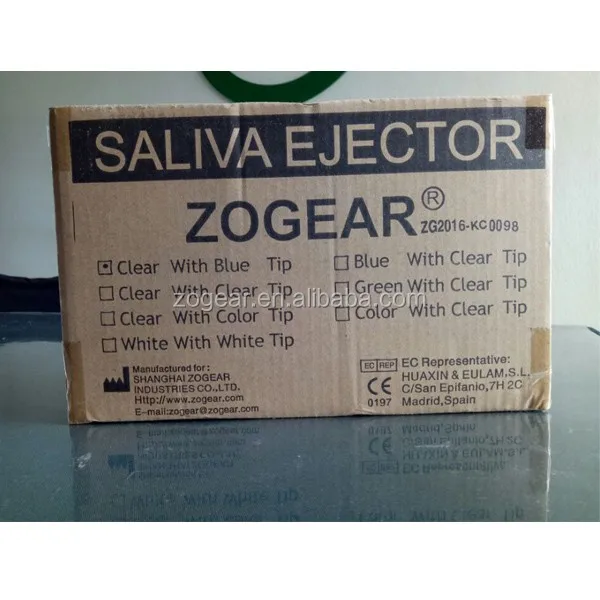 SALIVA EJECTOR
ZOGEAR® ZG2016-KC0098
Clear With Blue Tip
Clear With Clear Tip
Clear With Color Tip
White With White Tip
Blue With Clear Tip
Green With Clear Tip
Color With Clear Tip
zogear.en.alibaba.com
Manufactured for:
SHANGHAI ZOGEAR
INDUSTRIES CO.,LTD.
Http://www.zogear.com
E-mail:zogear@zogear.com
EC REP
CE
0197
EC Representative:
HUAXIN & EULAM,S.L.
C/San Epifanio,7H 2C
Madrid,Spain